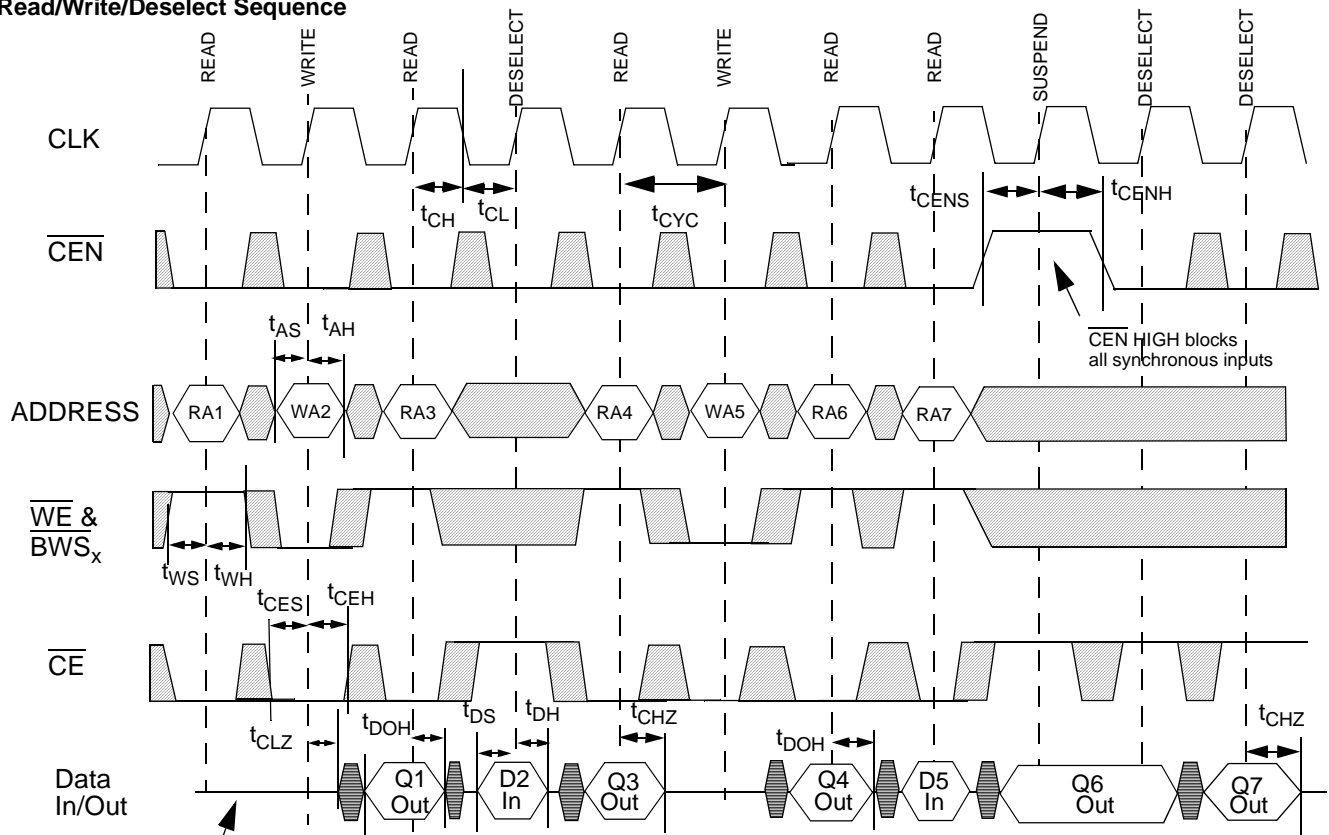 Read/Write/Deselect Sequence
READ
WRITE
READ
DESELECT
READ
WRITE
READ
READ
SUSPEND
DESELECT
DESELECT
CLK
tCH
tCL
tCYC
tCENS
tCENH
CEN
CEN HIGH blocks
all synchronous inputs
tAS
tAH
ADDRESS
RA1
WA2
RA3
RA4
WA5
RA6
RA7
WE &
BWSx
tWS
tWH
tCES
tCEH
CE
tCLZ
tDOH
tDS
tDH
tCHZ
tDOH
tCHZ
Data
In/Out
Q1
Out
D2
In
Q3
Out
Q4
Out
D5
In
Q6
Out
Q7
Out